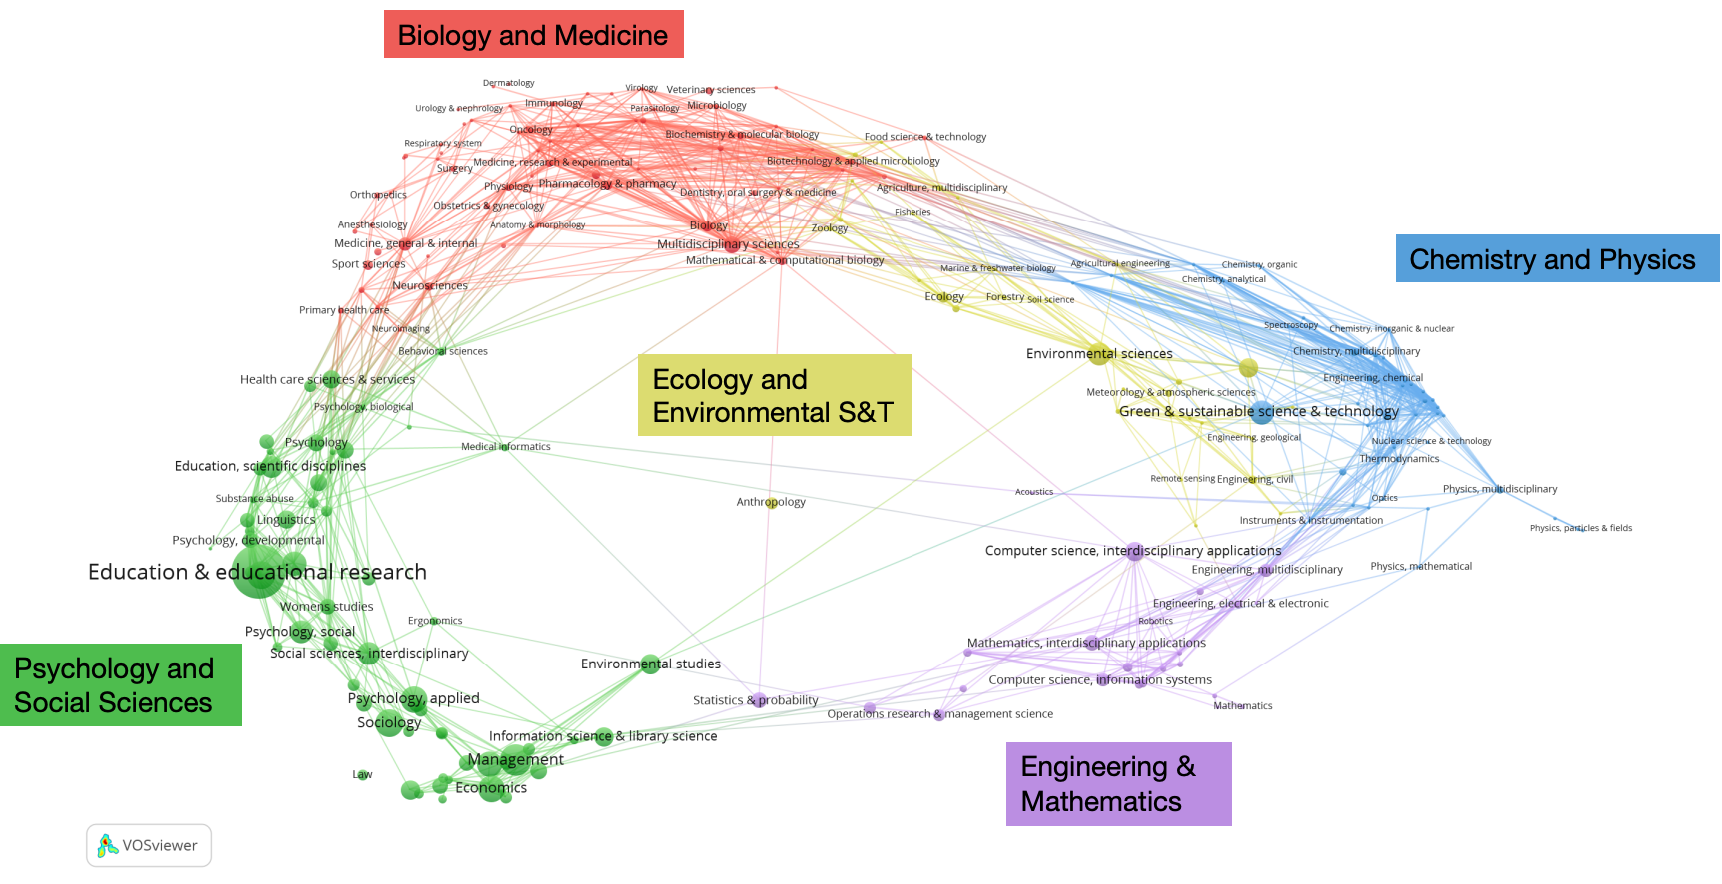 Biology and Medicine
Dermatology
Virology
Veterinary sciences
Urology & nephrology
Immunology
Parasitology
Microbiology
Oncology
Biochemistry & molecular biology
Food science & technology
Respiratory system
Surgery
Medicine, research & experimental
Biotechnology & applied microbiology
Orthopedics
Physiology
Pharmacology & pharmacy
Dentistry, oral surgery & medicine
Agriculture, multidisciplinary
Obstetrics & gynecology
Fisheries
Anesthesiology
Anatomy & morphology
Biology
Zoology
Medicine, general & internal
Multidisciplinary sciences
Chemistry and Physics
Sport sciences
Mathematical & computational biology
Marine & freshwater biology
Agricultural engineering
Chemistry, organic
Chemistry, analytical
Neurosciences
Ecology
Forestry
Soil science
Primary health care
Neuroimaging
Spectroscopy
Chemistry, inorganic & nuclear
Behavioral sciences
Environmental sciences
Chemistry, multidisciplinary
Ecology and
Environmental S&T
Health care sciences & services
Engineering, chemical
Meteorology & atmospheric sciences
Psychology, biological
Green & sustainable science & technology
Psychology
Medical informatics
Engineering, geological
Nuclear science & technology
Education, scientific disciplines
Thermodynamics
Remote sensing
Engineering, civil
Substance abuse
Anthropology
Acoustics
Optics
Physics, multidisciplinary
Linguistics
Instruments & instrumentation
Physics, particles & fields
Psychology, developmental
Computer science, interdisciplinary applications
Education & educational research
Engineering, multidisciplinary
Physics, mathematical
Womens studies
Engineering, electrical & electronic
Ergonomics
Robotics
Psychology, social
Mathematics, interdisciplinary applications
Social sciences, interdisciplinary
Environmental studies
Psychology and
Social Sciences
Computer science, information systems
Psychology, applied
Statistics & probability
Mathematics
Sociology
Operations research & management science
Information science & library science
Management
Engineering &
Mathematics
Law
Economics
VOSviewer